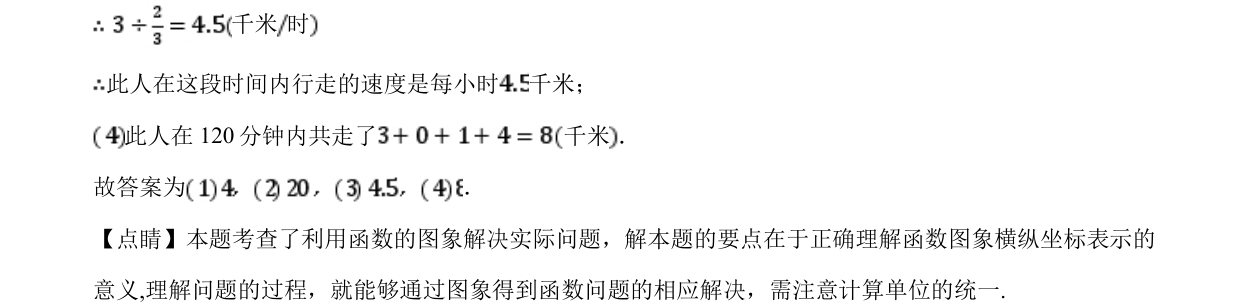 ∴ 3 ÷ 2/3 = 4.5(千米/时)
∴此人在这段时间内行走的速度是每小时4.5千米；
(4)此人在 120 分钟内共走了3+ 0 + 1+ 4 = 8(千米).
故答案为(1)4，(2)20，(3)4.5，(4)8.
【点睛】本题考查了利用函数的图象解决实际问题，解本题的要点在于正确理解函数图象横纵坐标表示的
意义,理解问题的过程，就能够通过图象得到函数问题的相应解决，需注意计算单位的统一.